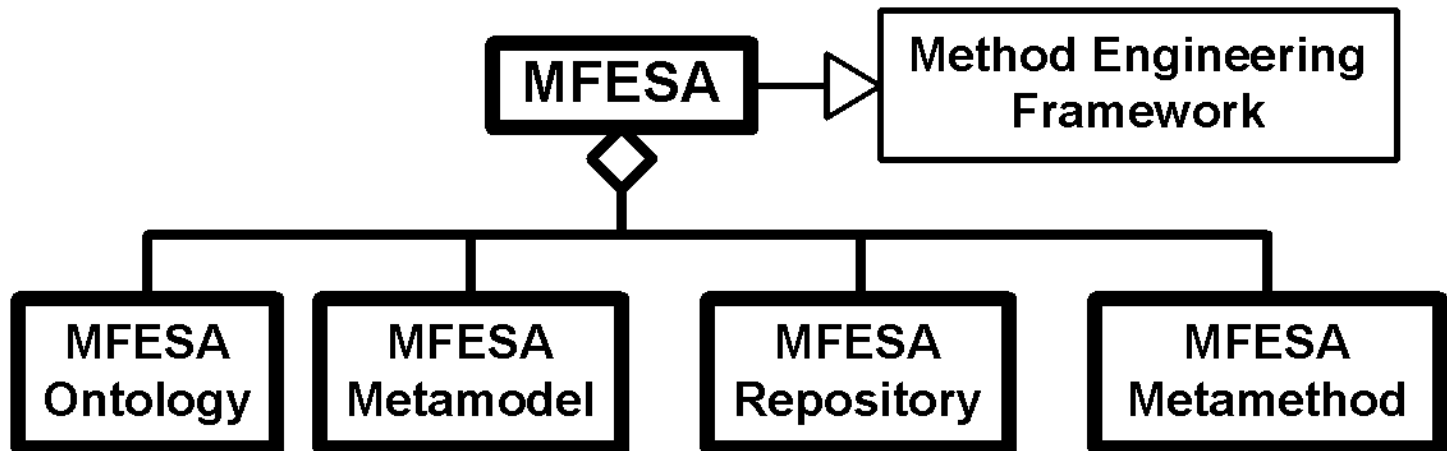 MFESA
Method Engineering
Framework
MFESA
Ontology
MFESA
Metamodel
MFESA
Repository
MFESA
Metamethod